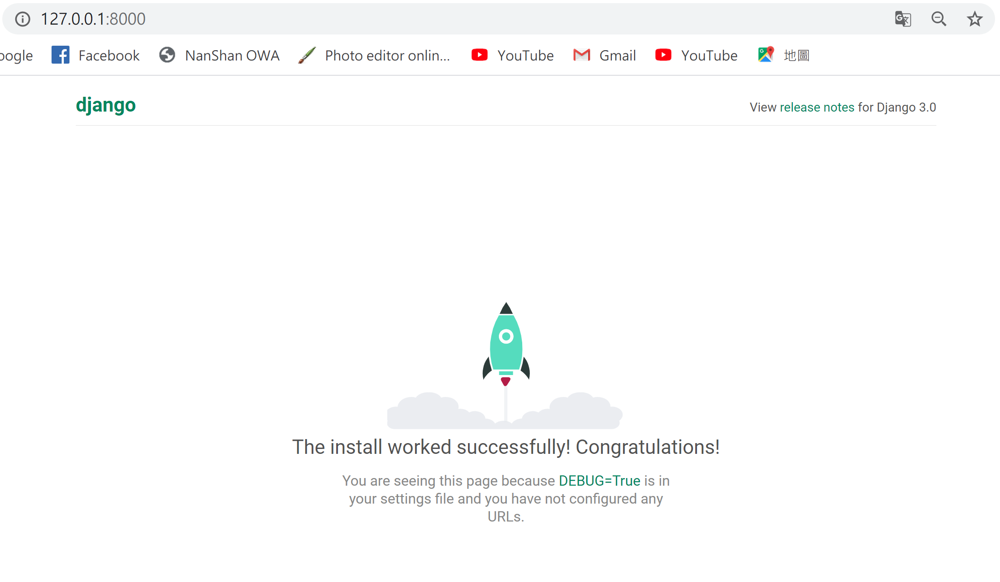 127.0.0.1:8000
oogle Facebook NanShan OWA Photo editor onlin... YouTube Gmail YouTube 地圖
django View release notes for Django 3.0
The install worked successfully! Congratulations!
You are seeing this page because DEBUG=True is in
your settings file and you have not configured any
URLs.